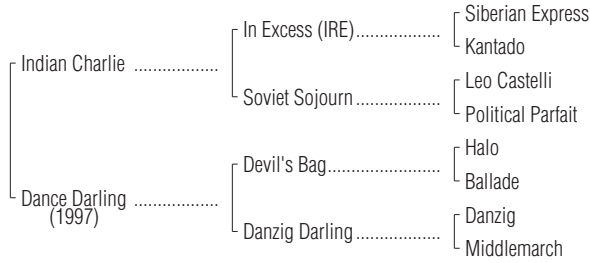 Siberian Express
In Excess (IRE)...................
Kantado
Indian Charlie ..................
Leo Castelli
Soviet Sojourn ...................
Political Parfait
Halo
Devil's Bag.........................
Ballade
Dance Darling ..................
(1997)
Danzig
Danzig Darling ...................
Middlemarch